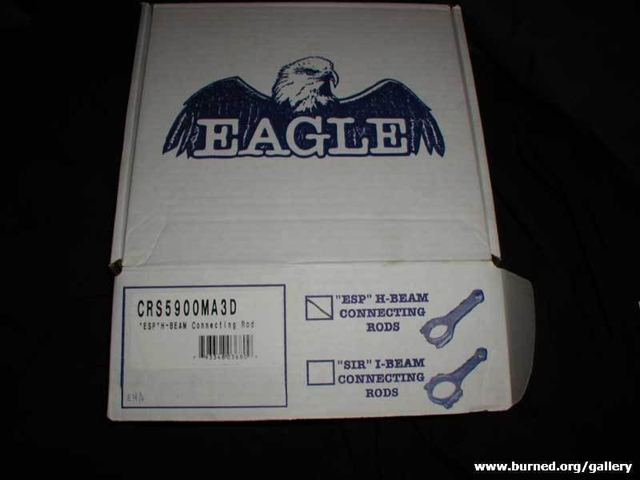 EAGLE
CRS5900MA3D
"ESP"H-BEAM Connecting Rod
"ESP" H-BEAM
CONNECTING
RODS
"SIR" I-BEAM
CONNECTING
RODS
www.burned.org/gallery